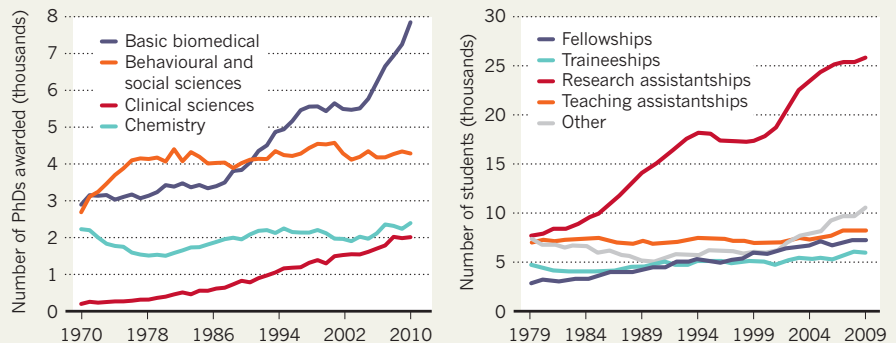 Number of PhDs awarded (thousands)
8
7
6
5
4
3
2
1
0
Basic biomedical
Behavioural and
social sciences
Clinical sciences
Chemistry
1970 1978 1986 1994 2002 2010
Number of students (thousands)
30
25
20
15
10
5
0
Fellowships
Traineeships
Research assistantships
Teaching assistantships
Other
1979 1984 1989 1994 1999 2004 2009